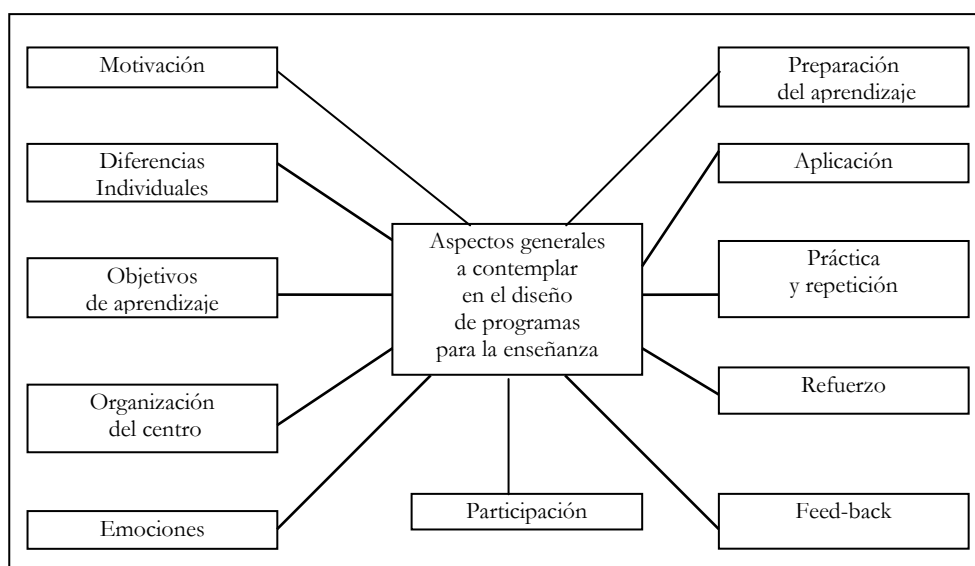 Motivación
Diferencias
Individuales
Objetivos
de aprendizaje
Organización
del centro
Emociones
Aspectos generales
a contemplar
en el diseño
de programas
para la enseñanza
Participación
Preparación
del aprendizaje
Aplicación
Práctica
y repetición
Refuerzo
Feed-back